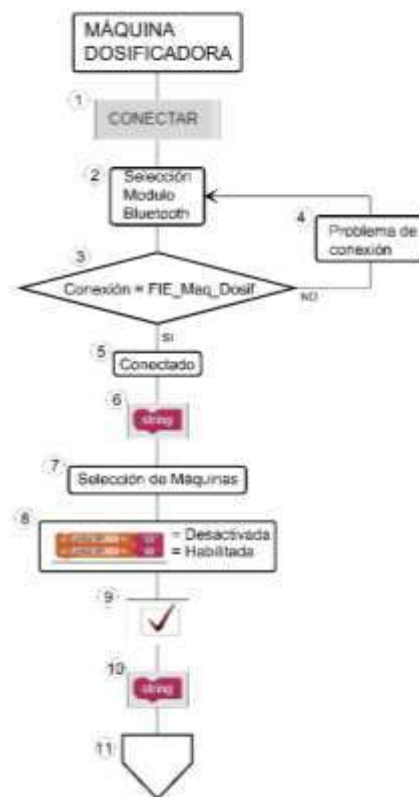 MÁQUINA
DOSIFICADORA
1
CONECTAR
2
Selección
Modulo
Bluetooth
3
Conexión = FIE_Maq_Dosif
NO
4
Problema de
conexión
SI
5
Conectado
6
string
7
Selección de Máquinas
8
= Desactivada
= Habilitada
9
10
string
11